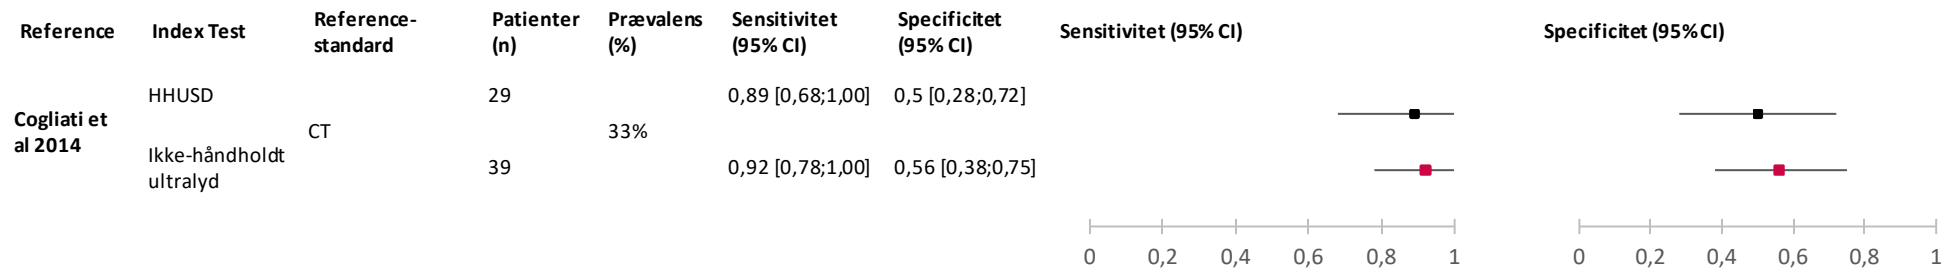 Reference
Index Test
Reference-
standard
Patienter
(n)
Prævalens
(%)
Sensitivitet
(95% CI)
Specificitet
(95% CI)
Sensitivitet (95% CI)
Specificitet (95% CI)
Cogliati et
al 2014
HHUSD
CT
29
33%
0,89 [0,68;1,00]
0,5 [0,28;0,72]
Ikke-håndholdt
ultralyd
39
0,92 [0,78;1,00]
0,56 [0,38;0,75]
0 0,2 0,4 0,6 0,8 1
0 0,2 0,4 0,6 0,8 1